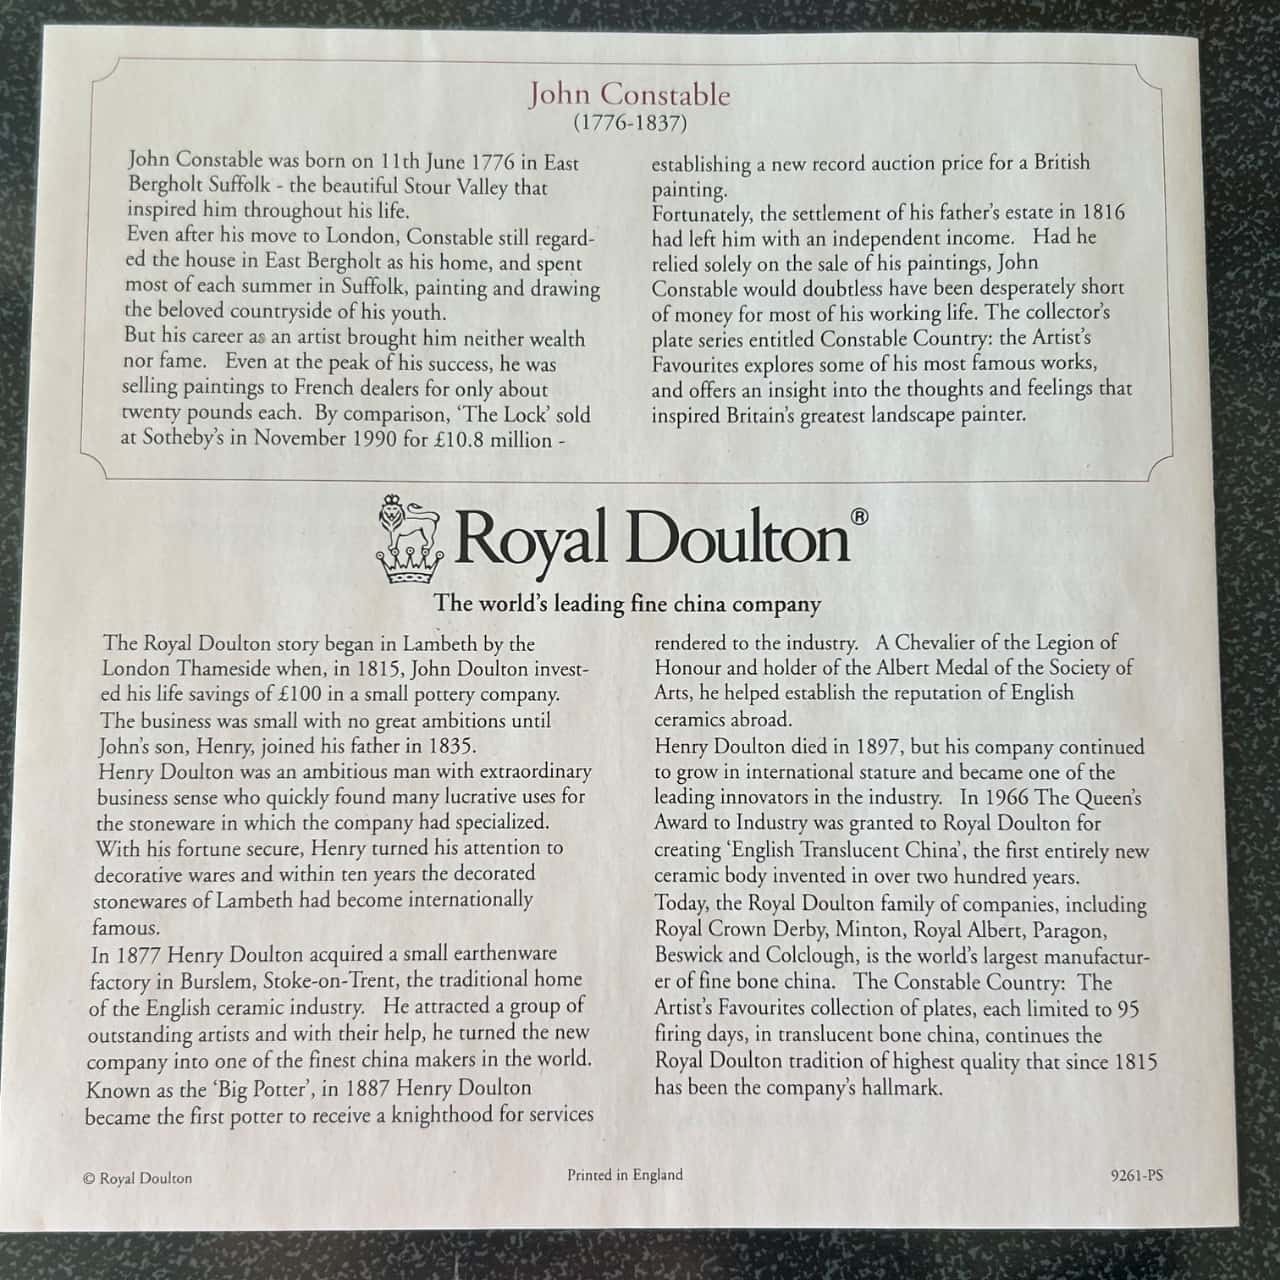 John Constable
(1776-1837)
John Constable was born on 11th June 1776 in East
Bergholt Suffolk - the beautiful Stour Valley that
inspired him throughout his life.
Even after his move to London, Constable still regard-
ed the house in East Bergholt as his home, and spent
most of each summer in Suffolk, painting and drawing
the beloved countryside of his youth.
But his career as an artist brought him neither wealth
nor fame. Even at the peak of his success, he was
selling paintings to French dealers for only about
twenty pounds each. By comparison, ‘The Lock’ sold
at Sotheby’s in November 1990 for £10.8 million -
establishing a new record auction price for a British
painting.
Fortunately, the settlement of his father’s estate in 1816
had left him with an independent income. Had he
relied solely on the sale of his paintings, John
Constable would doubtless have been desperately short
of money for most of his working life. The collector’s
plate series entitled Constable Country: the Artist’s
Favourites explores some of his most famous works,
and offers an insight into the thoughts and feelings that
inspired Britain’s greatest landscape painter.
Royal Doulton®
The world’s leading fine china company
The Royal Doulton story began in Lambeth by the
London Thameside when, in 1815, John Doulton invest-
ed his life savings of £100 in a small pottery company.
The business was small with no great ambitions until
John’s son, Henry, joined his father in 1835.
Henry Doulton was an ambitious man with extraordinary
business sense who quickly found many lucrative uses for
the stoneware in which the company had specialized.
With his fortune secure, Henry turned his attention to
decorative wares and within ten years the decorated
stonewares of Lambeth had become internationally
famous.
In 1877 Henry Doulton acquired a small earthenware
factory in Burslem, Stoke-on-Trent, the traditional home
of the English ceramic industry. He attracted a group of
outstanding artists and with their help, he turned the new
company into one of the finest china makers in the world.
Known as the ‘Big Potter’, in 1887 Henry Doulton
became the first potter to receive a knighthood for services
rendered to the industry. A Chevalier of the Legion of
Honour and holder of the Albert Medal of the Society of
Arts, he helped establish the reputation of English
ceramics abroad.
Henry Doulton died in 1897, but his company continued
to grow in international stature and became one of the
leading innovators in the industry. In 1966 The Queen’s
Award to Industry was granted to Royal Doulton for
creating ‘English Translucent China’, the first entirely new
ceramic body invented in over two hundred years.
Today, the Royal Doulton family of companies, including
Royal Crown Derby, Minton, Royal Albert, Paragon,
Beswick and Colclough, is the world’s largest manufactur-
er of fine bone china. The Constable Country: The
Artist’s Favourites collection of plates, each limited to 95
firing days, in translucent bone china, continues the
Royal Doulton tradition of highest quality that since 1815
has been the company’s hallmark.
© Royal Doulton
Printed in England
9261-PS